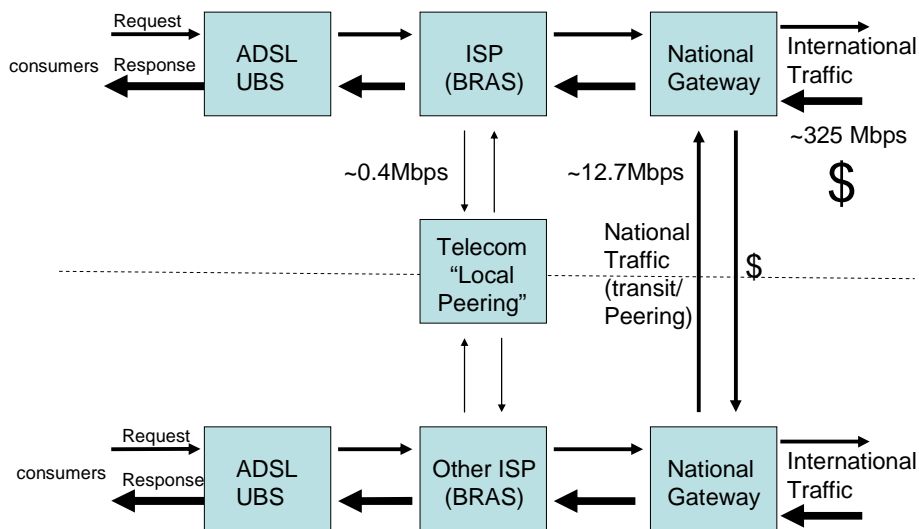 Request
consumers
Response
ADSL
UBS
ISP
(BRAS)
National
Gateway
International
Traffic
~325 Mbps
$
~0.4Mbps
~12.7Mbps
Telecom
“Local
Peering”
National
Traffic
(transit/
Peering)
$
Request
consumers
Response
ADSL
UBS
Other ISP
(BRAS)
National
Gateway
International
Traffic